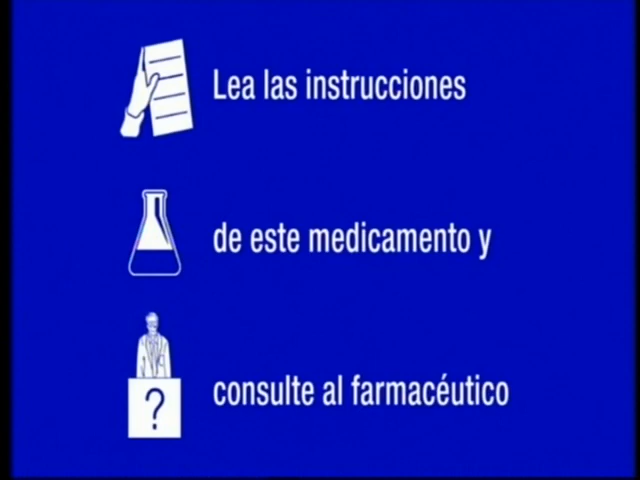 Lea las instrucciones
de este medicamento y
consulte al farmacéutico
?